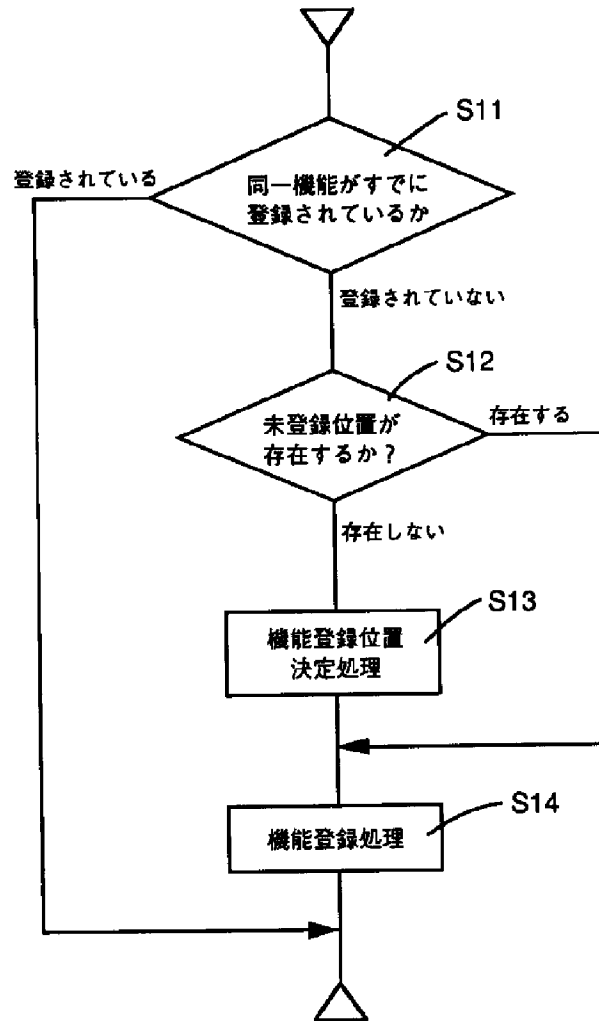 S11
登録されている
同一機能がすでに
登録されているか
登録されていない
S12
未登録位置が
存在するか？
存在する
存在しない
S13
機能登録位置
決定処理
S14
機能登録処理